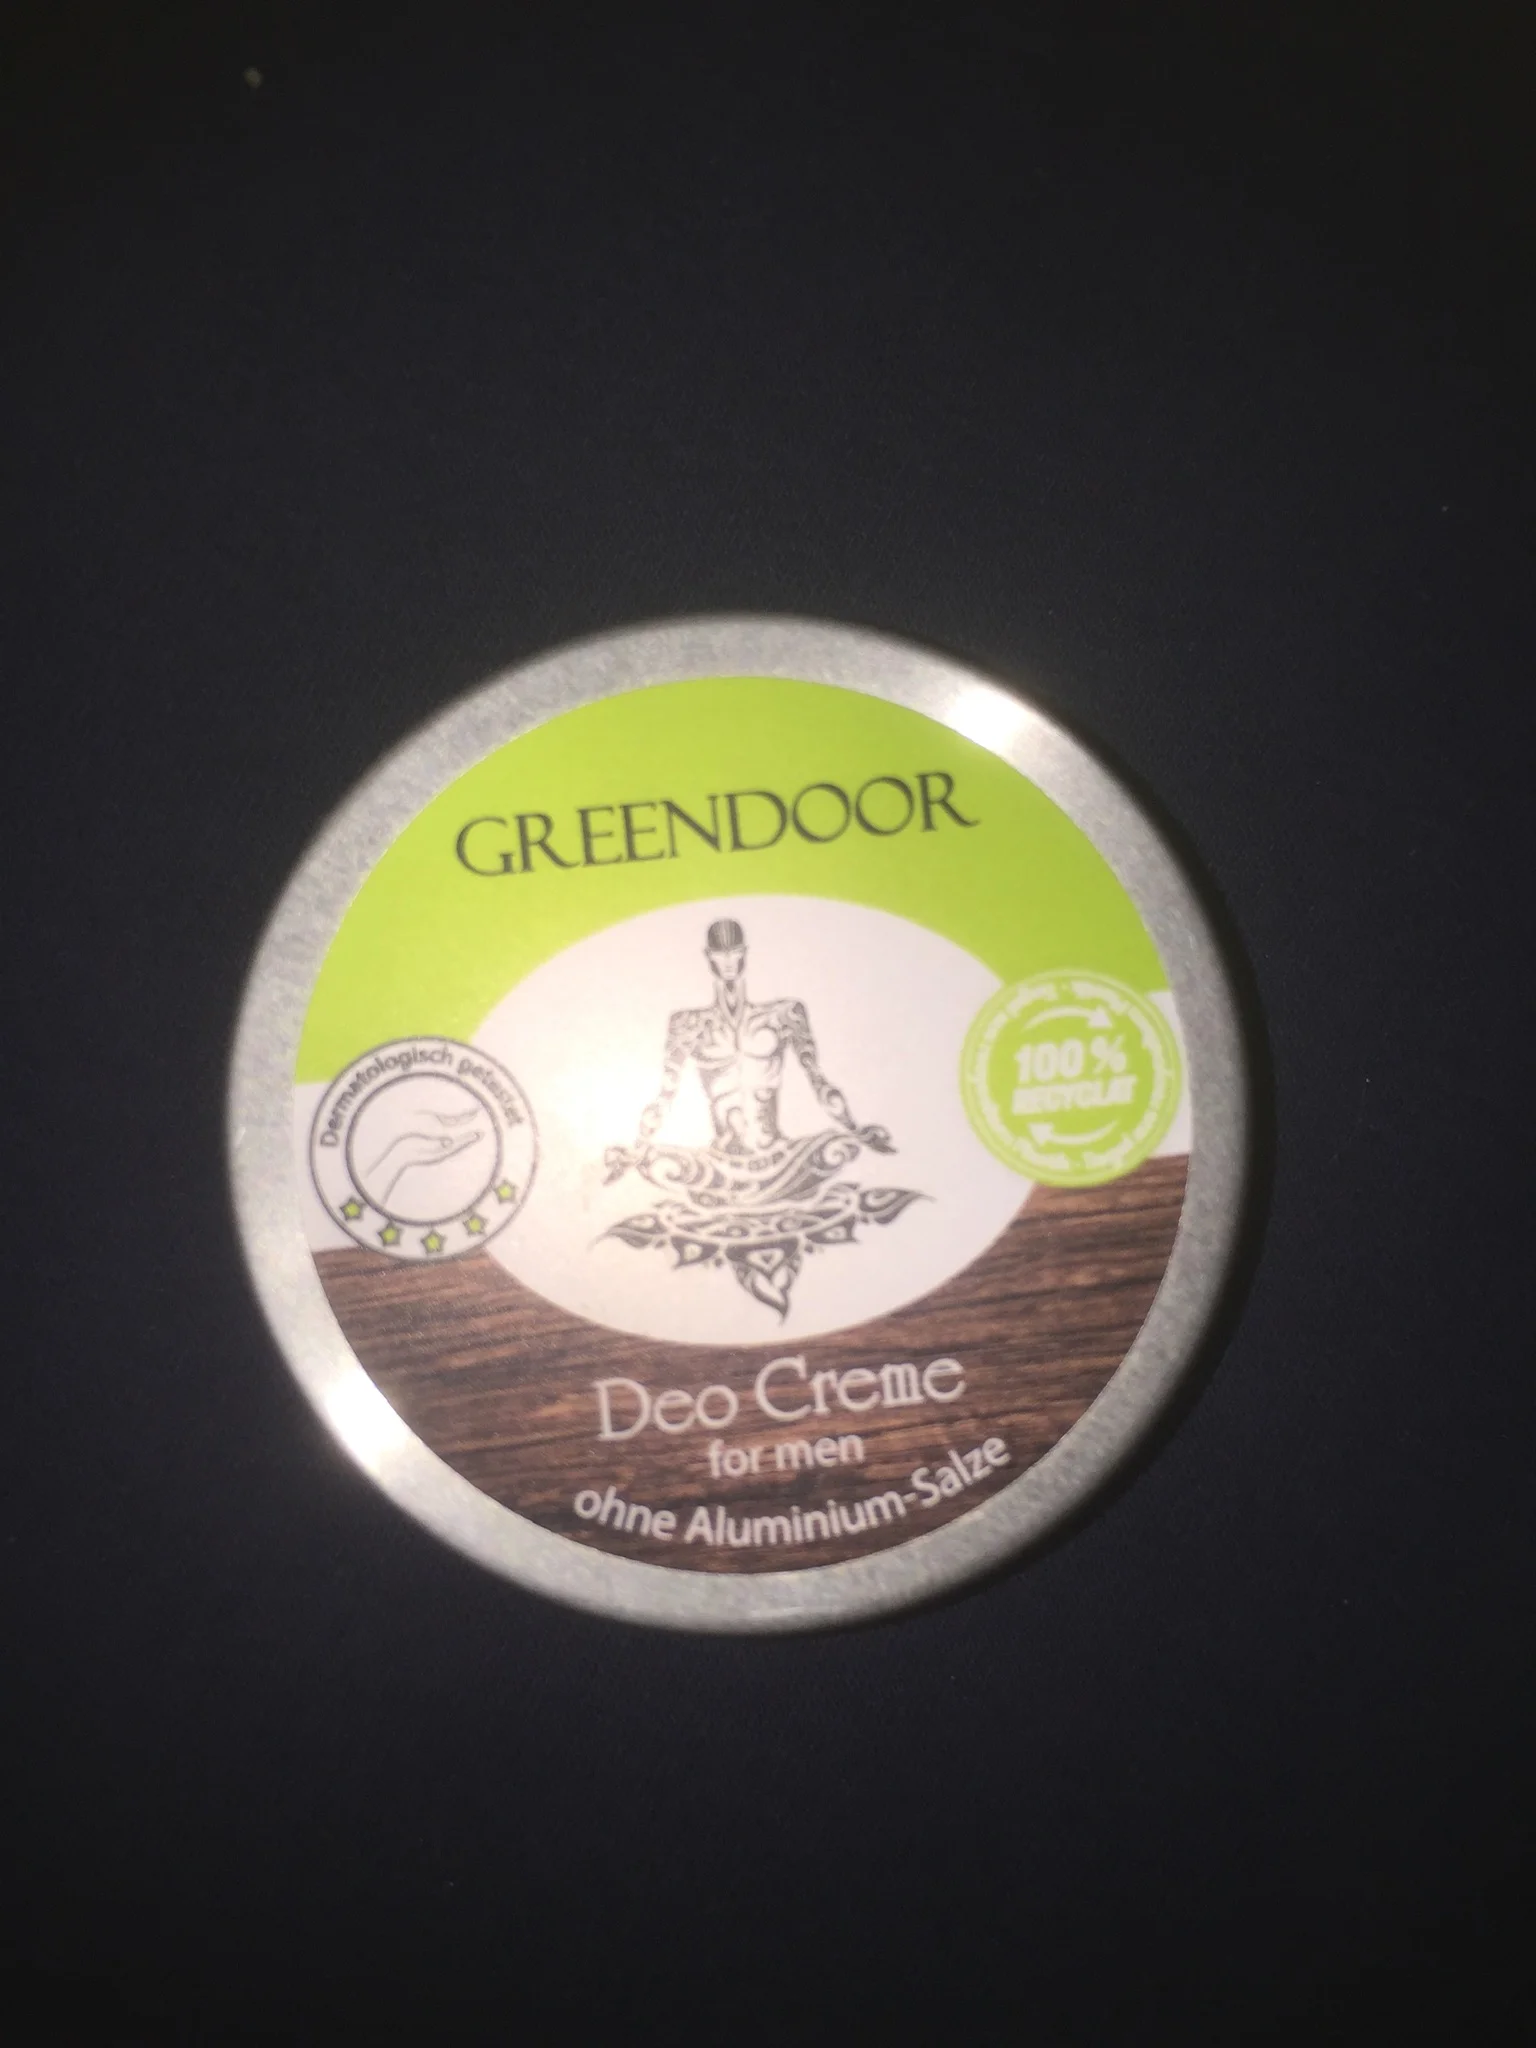 GREENDOOR
Dermatologisch getestet
100 %
RECYCLAT
Deo Creme
for men
ohne Aluminium-Salze